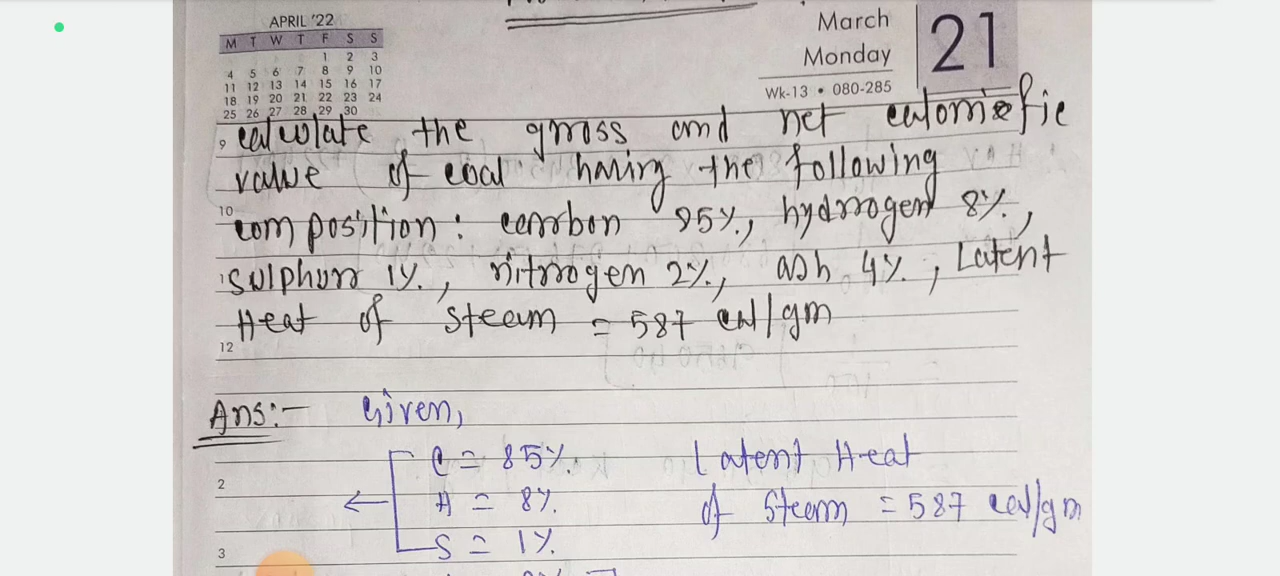 APRIL '22
M T W T F S S
1 2 3
4 5 6 7 8 9 10
11 12 13 14 15 16 17
18 19 20 21 22 23 24
25 26 27 28 29 30
March
Monday
21
Wk-13 • 080-285
9 calculate the gross and net calorific
value of coal having the following
10 composition: carbon 85%, hydrogen 8%,
sulphur 1%, nitrogen 2%, ash 4%, Latent
Heat of steam = 587 cal/gm
12
Ans:- Given,
C = 85%. Latent Heat
2
H = 8%. of steam = 587 cal/gm
3 S = 1%.